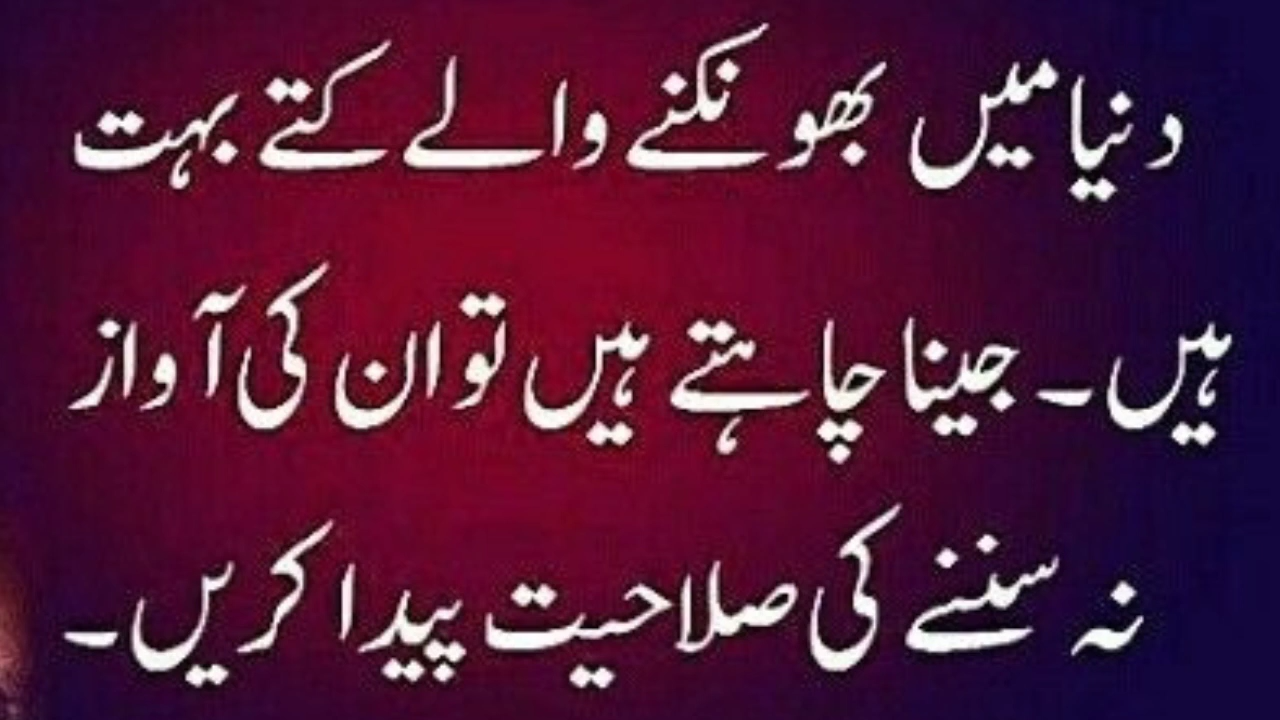 دنیا میں بھونکنے والے کتے بہت
ہیں۔ جینا چاہتے ہیں تو ان کی آواز
نہ سننے کی صلاحیت پیدا کریں۔